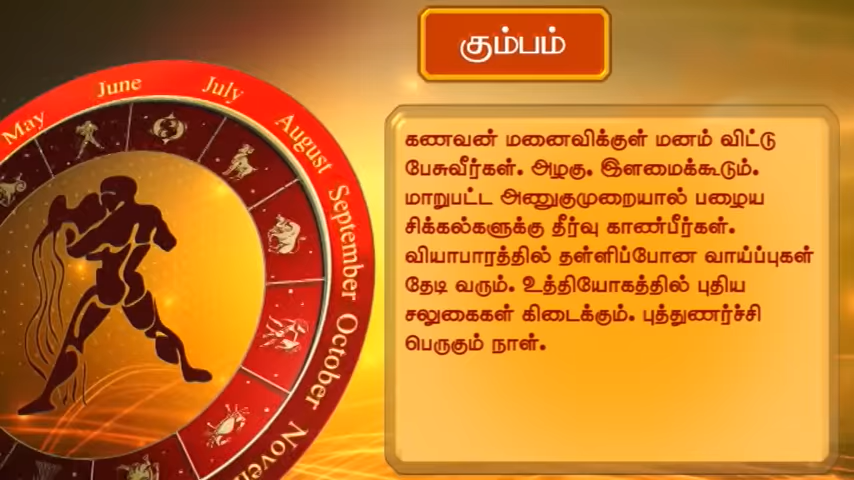 கும்பம்
May
June
July
August
September
October
கணவன் மனைவிக்குள் மனம் விட்டு
பேசுவீர்கள். அழகு. இளமைக்கூடும்.
மாறுபட்ட அணுகுமுறையால் பழைய
சிக்கல்களுக்கு தீர்வு காண்பீர்கள்.
வியாபாரத்தில் தள்ளிப்போன வாய்ப்புகள்
தேடி வரும். உத்தியோகத்தில் புதிய
சலுகைகள் கிடைக்கும். புத்துணர்ச்சி
பெருகும் நாள்.